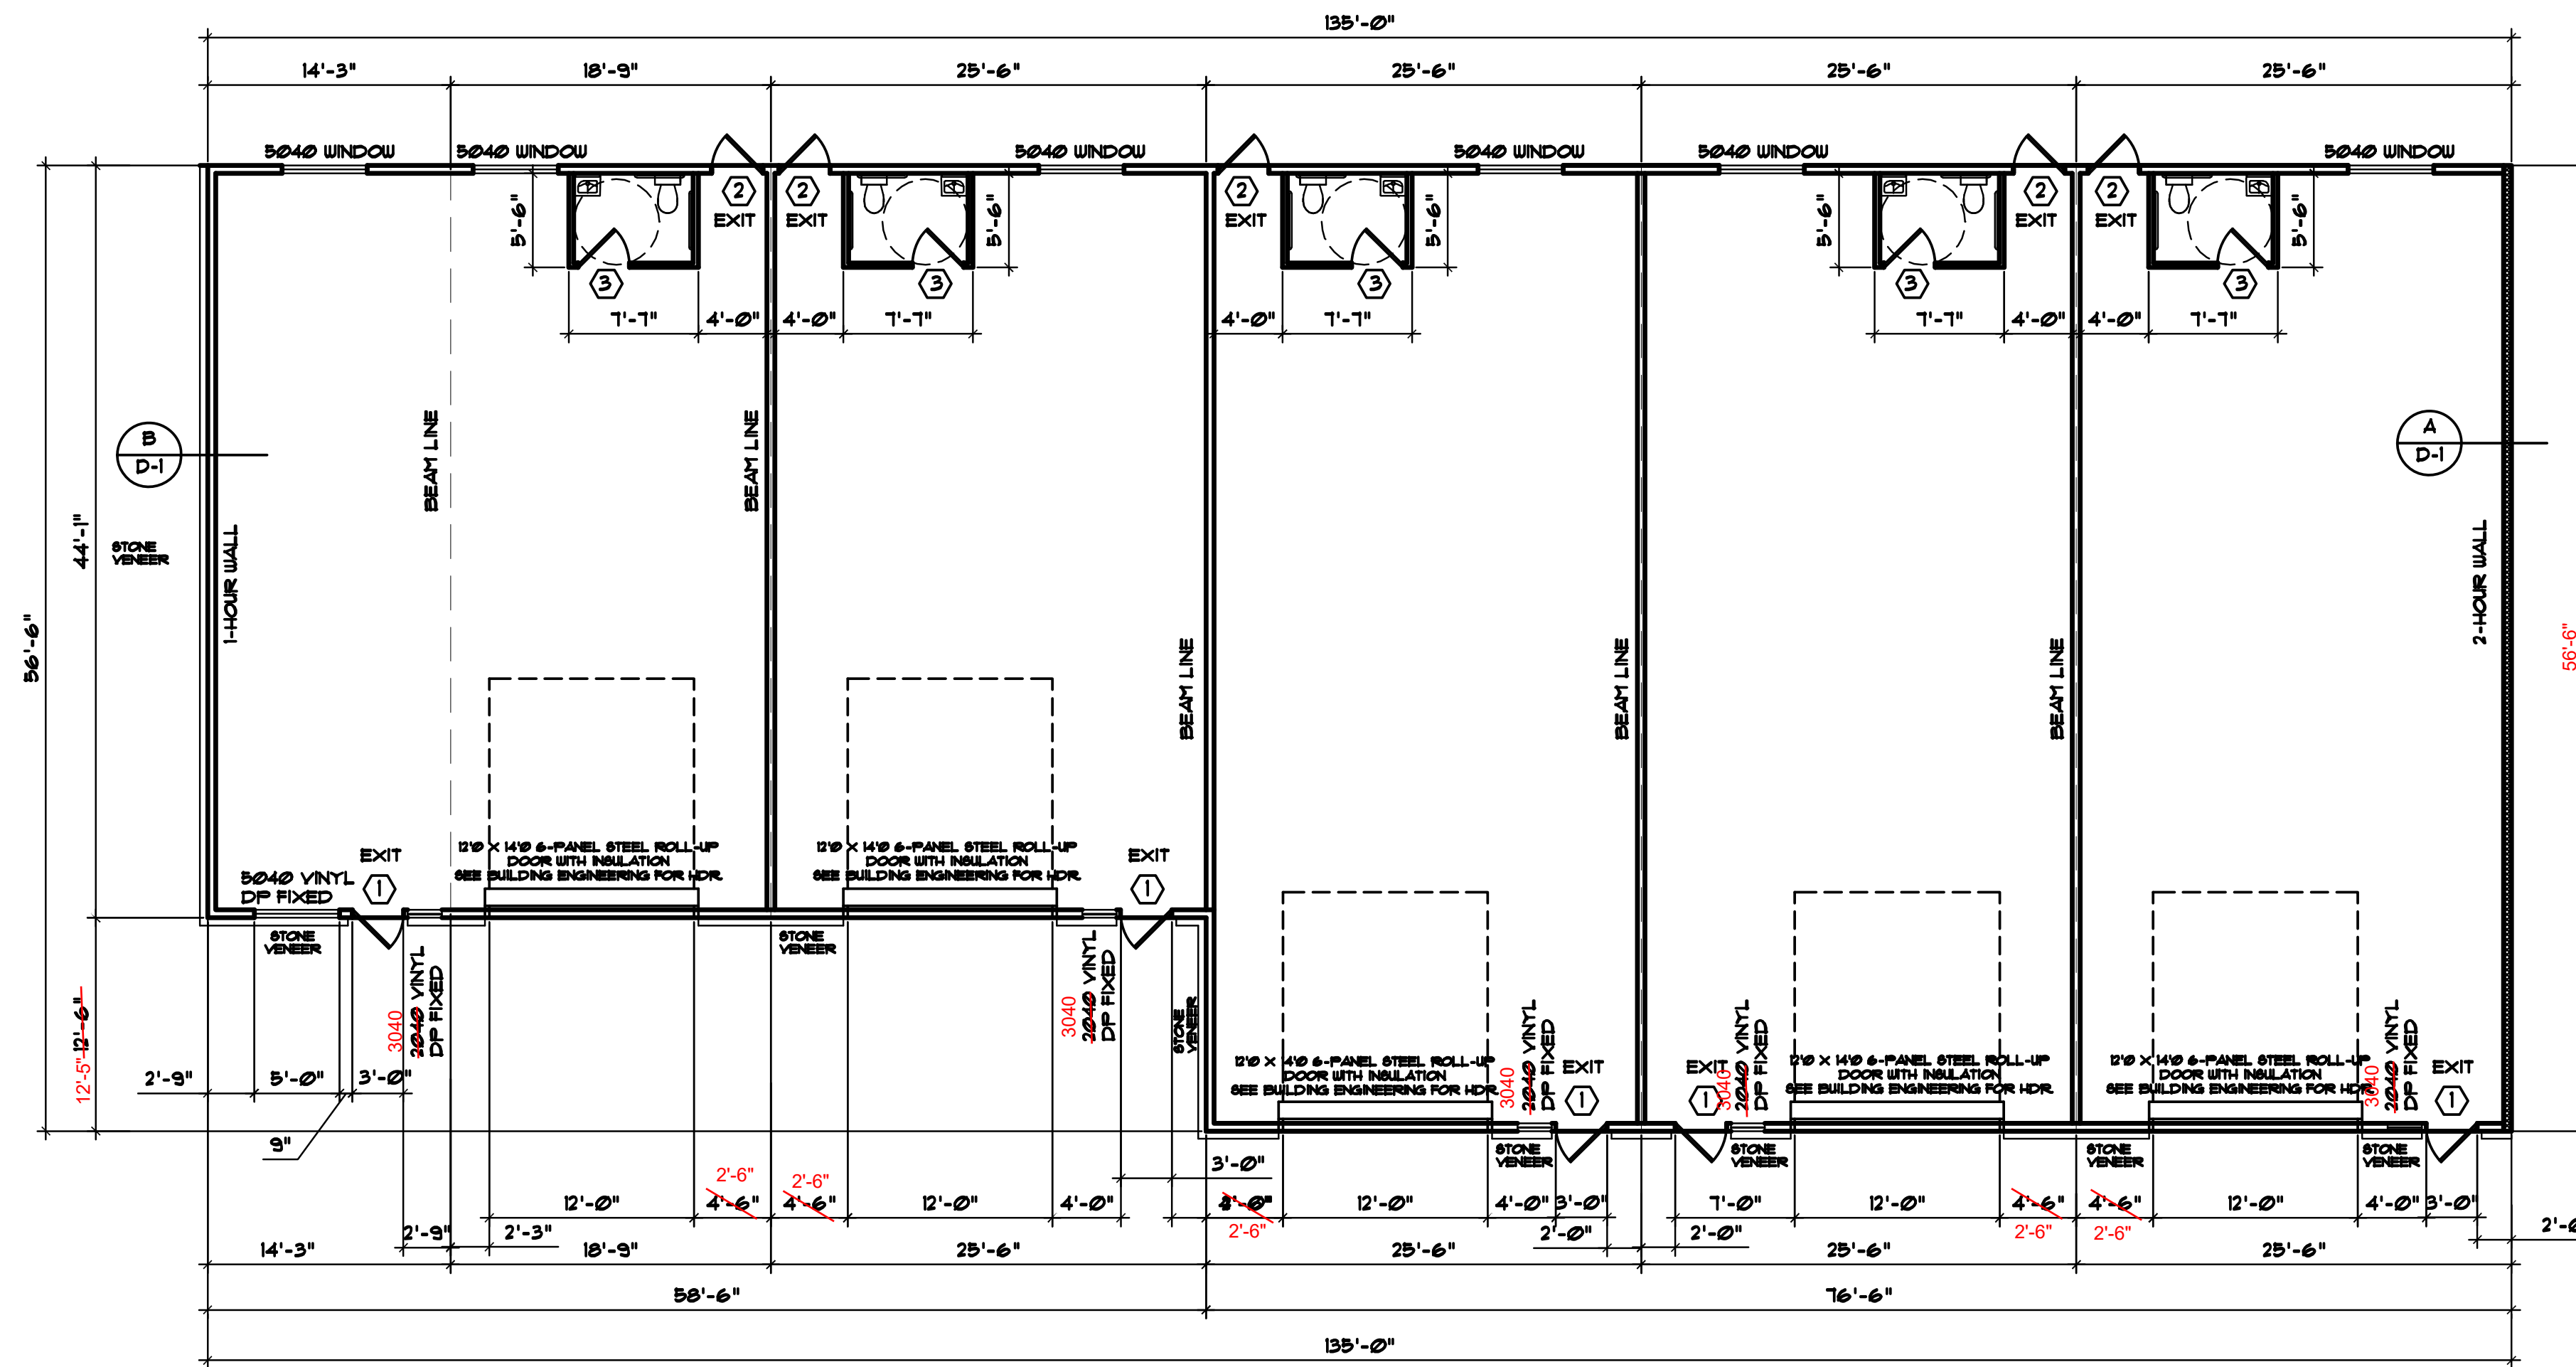 135'-0"
14'-3" 18'-9" 25'-6" 25'-6" 25'-6" 25'-6"
5040 WINDOW 5040 WINDOW 5040 WINDOW 5040 WINDOW 5040 WINDOW 5040 WINDOW
2 2 2 2 2
EXIT EXIT EXIT EXIT EXIT
5'-6" 5'-6" 5'-6" 5'-6" 5'-6"
3 3 3 3 3
7'-7" 4'-0" 4'-0" 7'-7" 4'-0" 7'-7" 7'-7" 4'-0" 4'-0" 7'-7"
B
D-1
A
D-1
BEAM LINE
BEAM LINE
BEAM LINE
BEAM LINE
BEAM LINE
44'-1"
56'-6"
STONE
VENEER
1-HOUR WALL
2-HOUR WALL
56'-6"
EXIT
1
5040 VINYL
DP FIXED
12'0 X 14'0 6-PANEL STEEL ROLL-UP
DOOR WITH INSULATION
SEE BUILDING ENGINEERING FOR HDR.
12'0 X 14'0 6-PANEL STEEL ROLL-UP
DOOR WITH INSULATION
SEE BUILDING ENGINEERING FOR HDR.
EXIT
1
STONE
VENEER
STONE
VENEER
3040
2040 VINYL
DP FIXED
3040
2040 VINYL
DP FIXED
STONE
VENEER
12'-6"
12'-5"
12'0 X 14'0 6-PANEL STEEL ROLL-UP
DOOR WITH INSULATION
SEE BUILDING ENGINEERING FOR HDR.
3040
2040 VINYL
DP FIXED
EXIT
1
EXIT
1
3040
2040 VINYL
DP FIXED
12'0 X 14'0 6-PANEL STEEL ROLL-UP
DOOR WITH INSULATION
SEE BUILDING ENGINEERING FOR HDR.
12'0 X 14'0 6-PANEL STEEL ROLL-UP
DOOR WITH INSULATION
SEE BUILDING ENGINEERING FOR HDR.
3040
2040 VINYL
DP FIXED
EXIT
1
2'-9" 5'-0" 3'-0"
9"
STONE
VENEER
STONE
VENEER
STONE
VENEER
STONE
VENEER
3'-0"
2'-6" 2'-6"
12'-0" 4'-6" 4'-6" 12'-0" 4'-0" 12'-0" 4'-0" 3'-0" 7'-0" 12'-0" 4'-6" 4'-6" 12'-0" 4'-0" 3'-0"
2'-6" 2'-6" 2'-6"
2'-9" 2'-3" 2'-0" 2'-0"
14'-3" 18'-9" 25'-6" 25'-6" 25'-6" 25'-6"
58'-6" 76'-6"
135'-0"